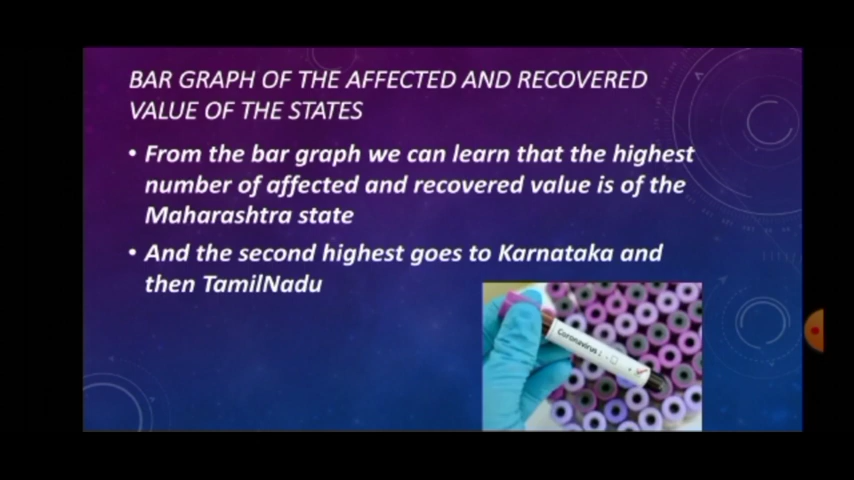 BAR GRAPH OF THE AFFECTED AND RECOVERED
VALUE OF THE STATES
• From the bar graph we can learn that the highest
number of affected and recovered value is of the
Maharashtra state
• And the second highest goes to Karnataka and
then TamilNadu
Coronavirus